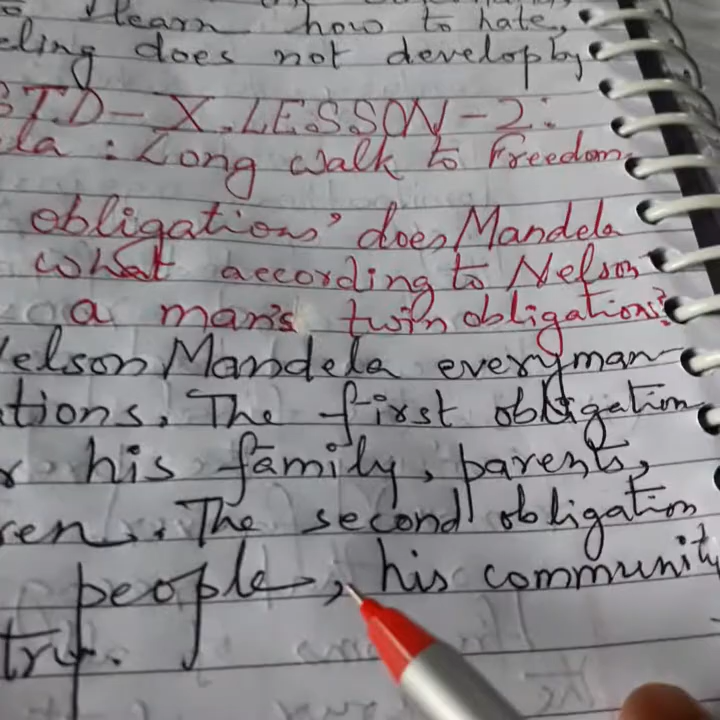 learn how to hate,
eling does not develop by
STD-X. LESSON-2:
la : Long walk to Freedom
obligations' does Mandela
what according to Nelson
a man's twin obligations?
Nelson Mandela every man
ations. The first obligation
r his family, parents,
ren. The second obligation
people, his community
try.